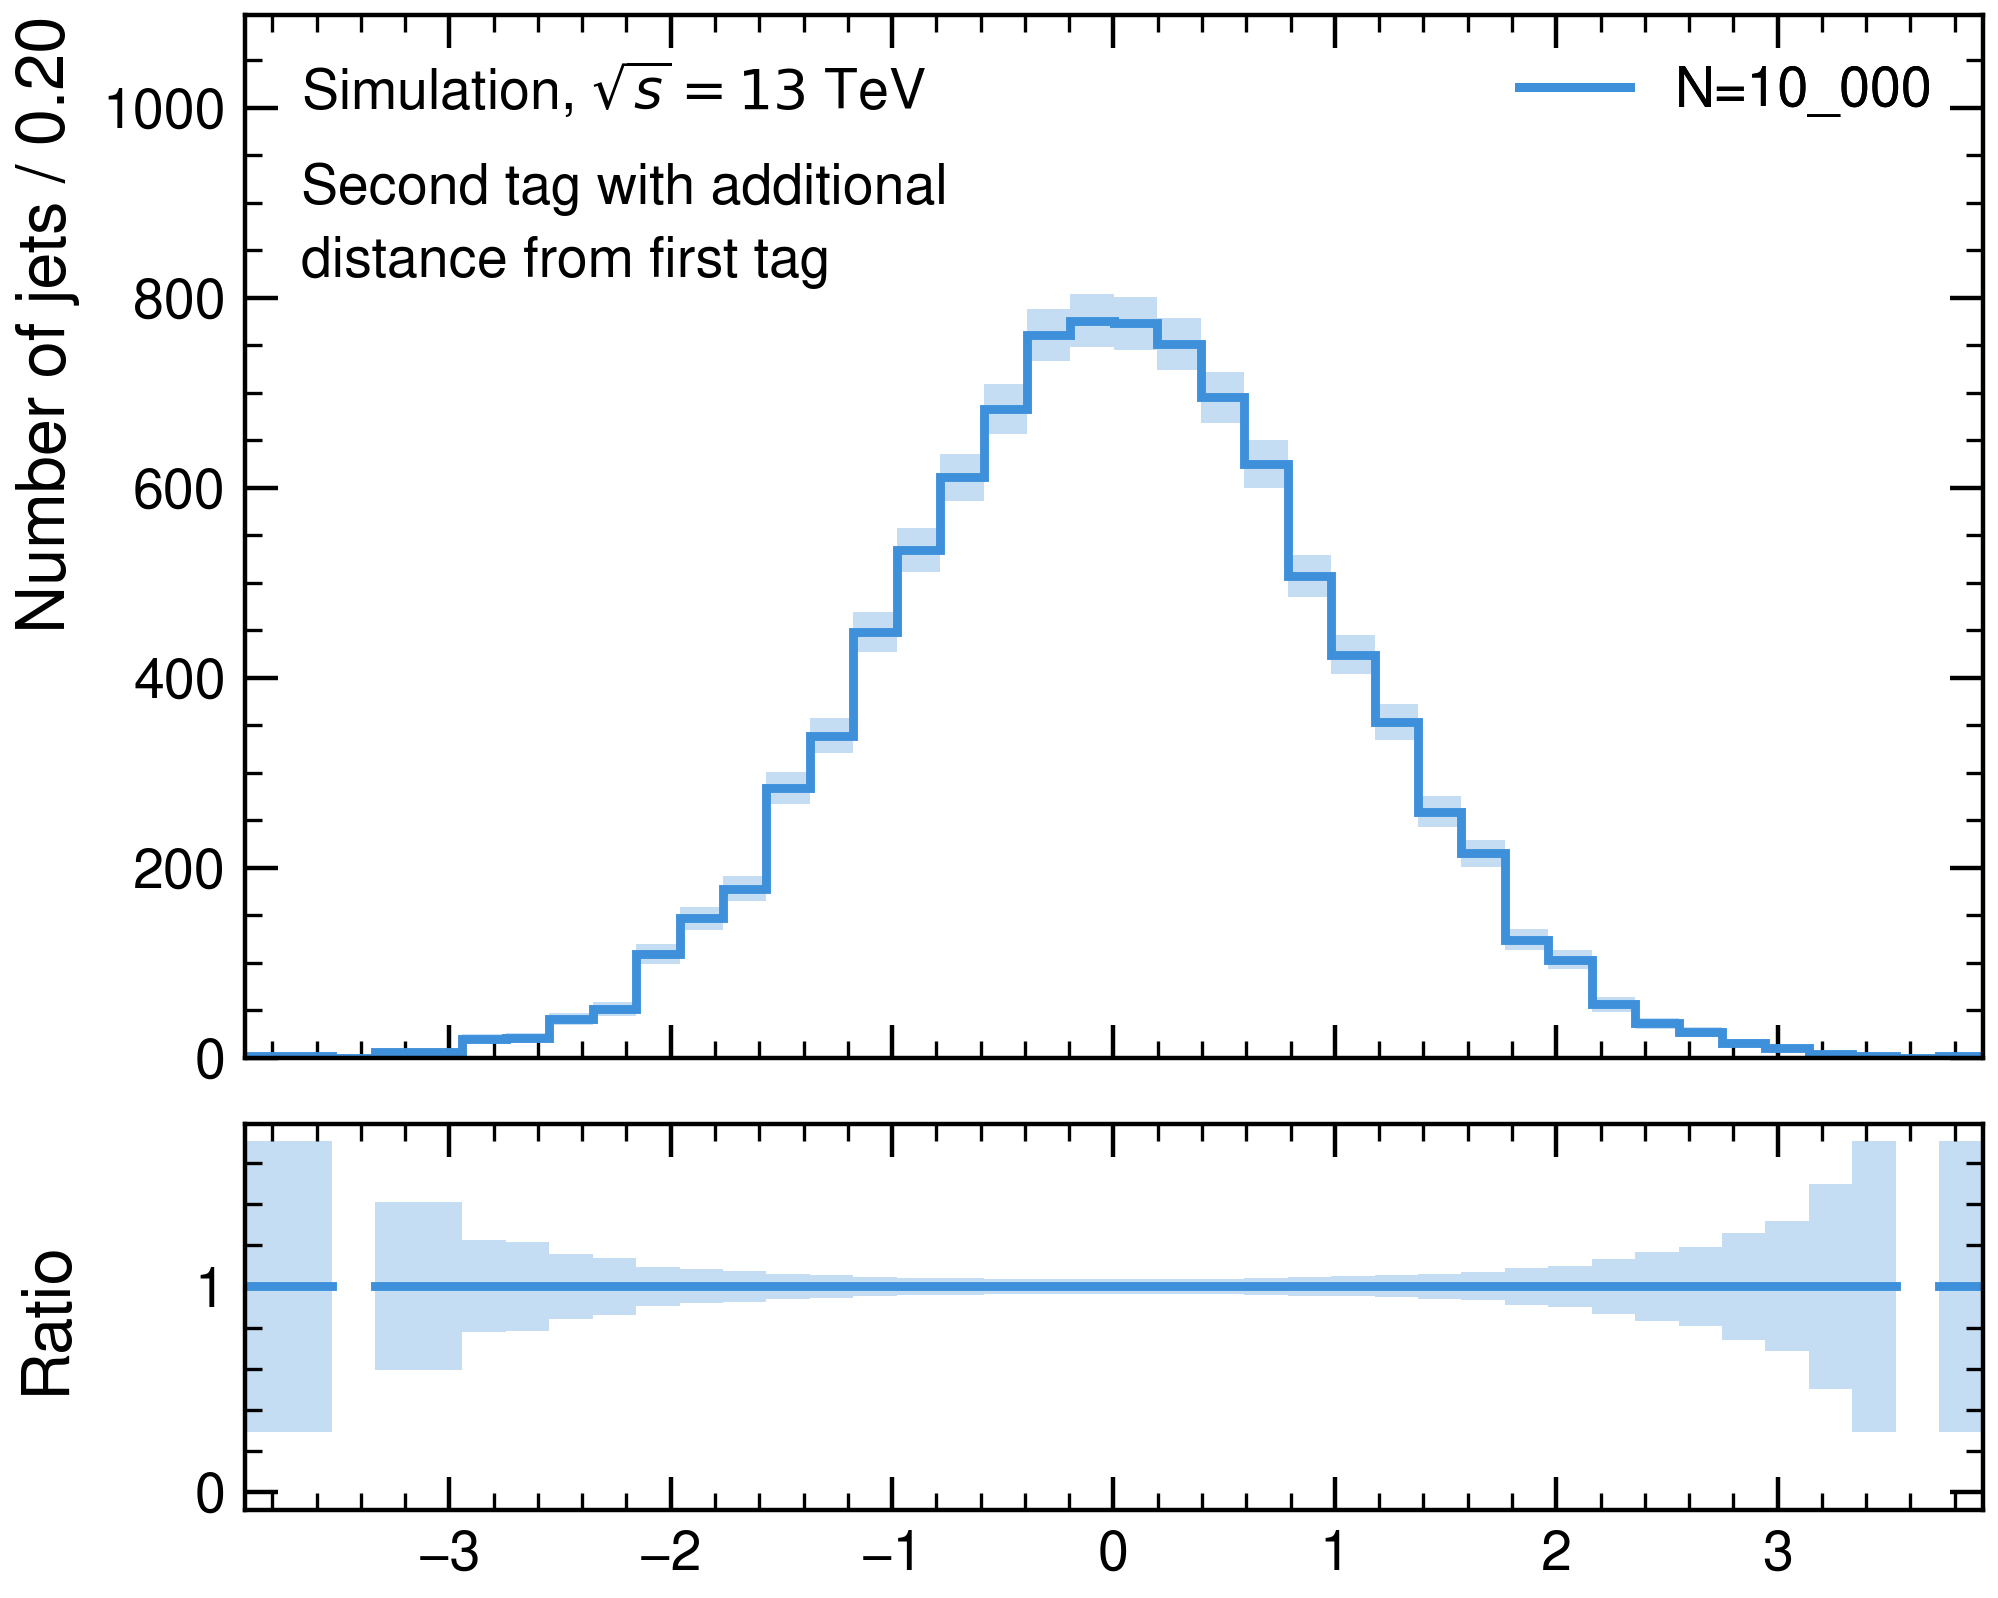 Number of jets / 0.20
1000
800
600
400
200
0
Simulation, √s = 13 TeV
Second tag with additional
distance from first tag
N=10_000
Ratio
1
0
−3 −2 −1 0 1 2 3